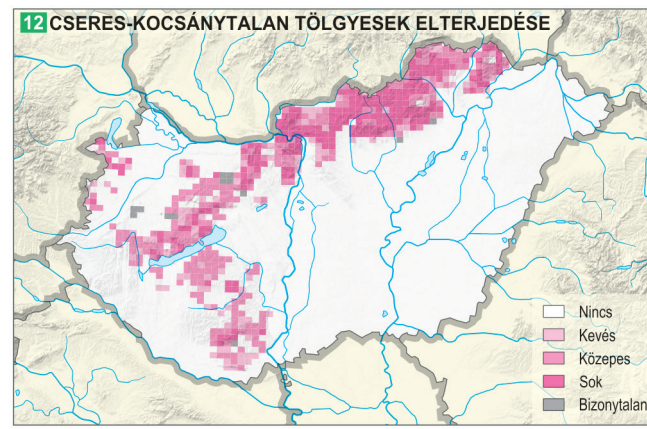 12 CSERES-KOCSÁNYTALAN TÖLGYESEK ELTERJEDÉSE
Nincs
Kevés
Közepes
Sok
Bizonytalan